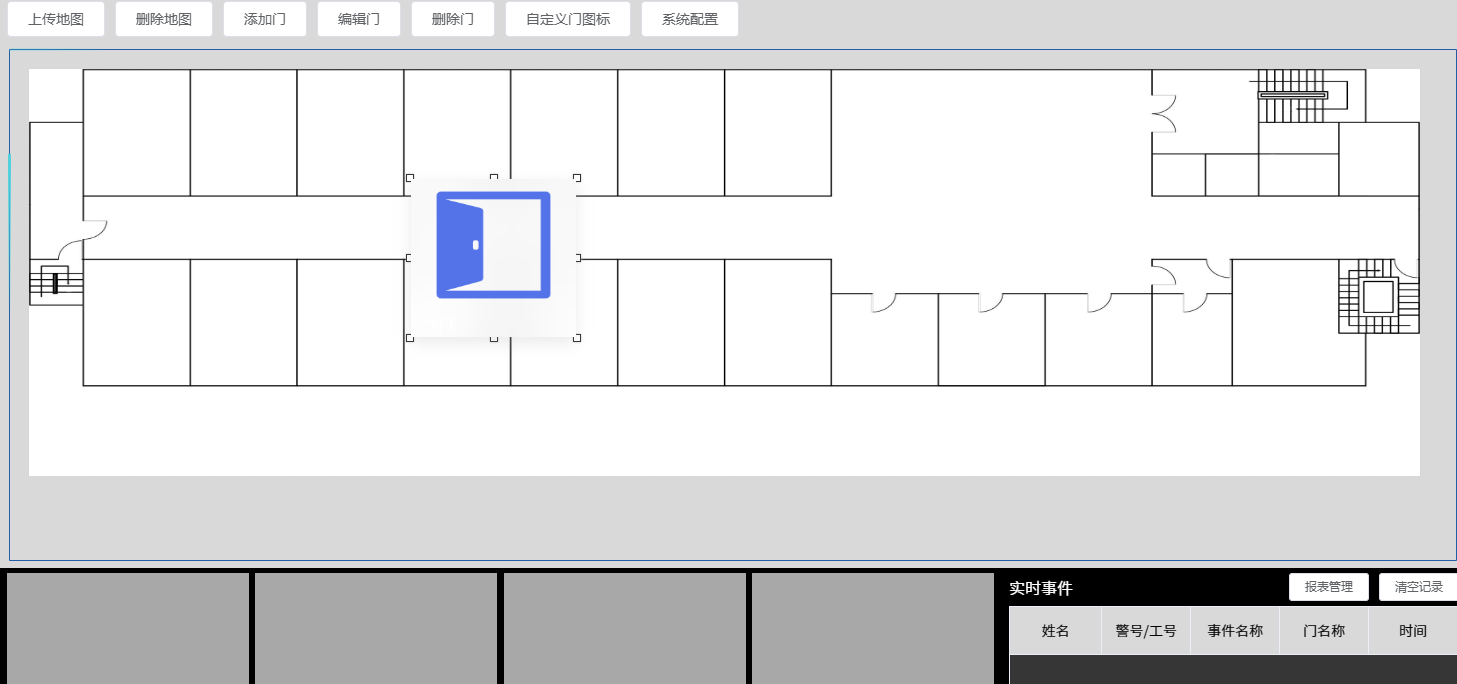 上传地图 删除地图 添加门 编辑门 删除门 自定义门图标 系统配置
实时事件 报表管理 清空记录
姓名 警号/工号 事件名称 门名称 时间